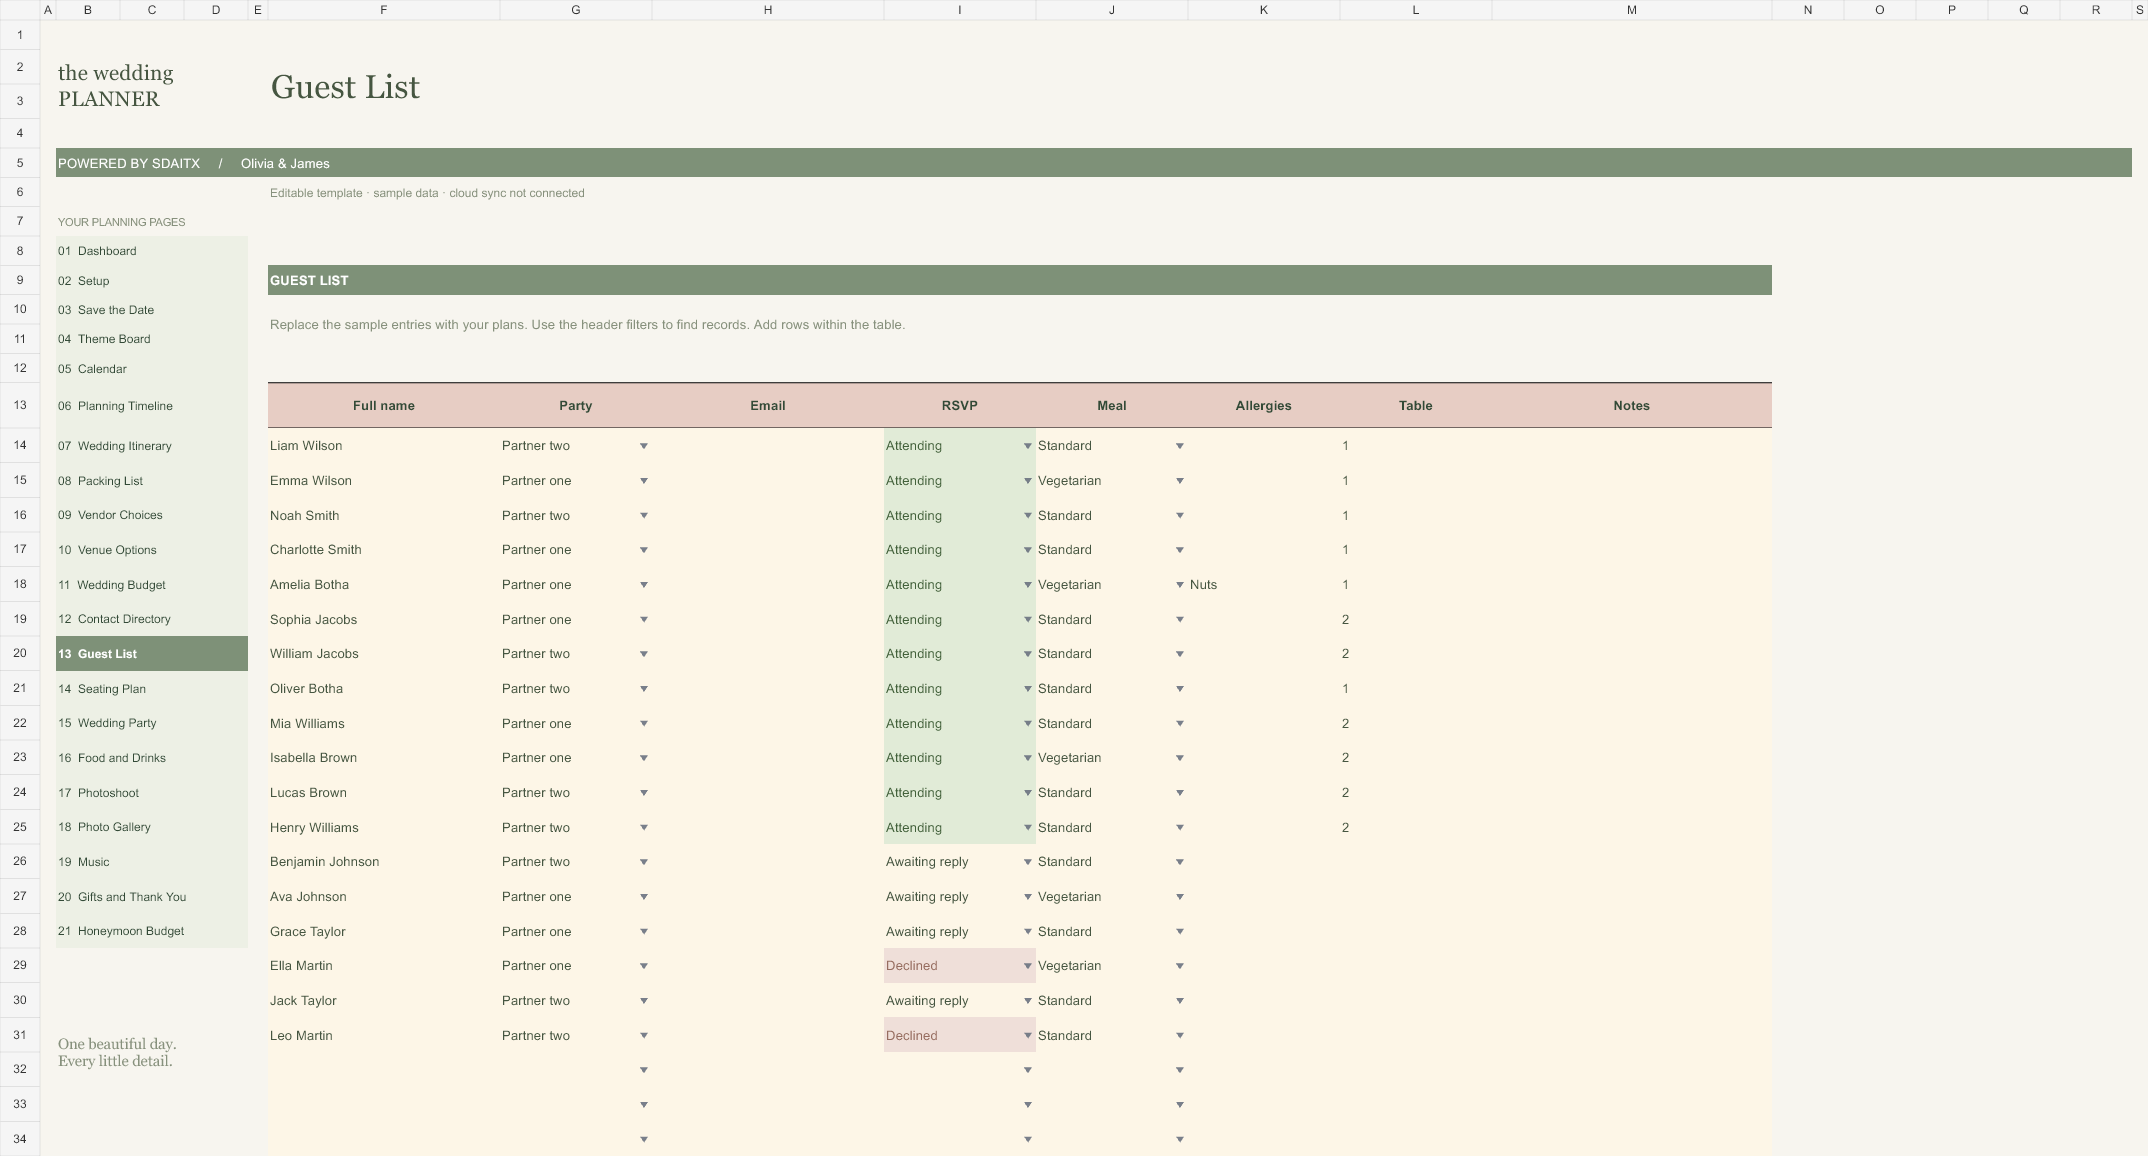 A B C D E F G H I J K L M N O P Q R S
1
2
the wedding
PLANNER
Guest List
3
4
5 POWERED BY SDAITX / Olivia & James
6 Editable template · sample data · cloud sync not connected
7 YOUR PLANNING PAGES
8 01 Dashboard
9 02 Setup GUEST LIST
10 03 Save the Date
Replace the sample entries with your plans. Use the header filters to find records. Add rows within the table.
11 04 Theme Board
12 05 Calendar
13 06 Planning Timeline Full name Party Email RSVP Meal Allergies Table Notes
14 07 Wedding Itinerary Liam Wilson Partner two Attending Standard 1
15 08 Packing List Emma Wilson Partner one Attending Vegetarian 1
16 09 Vendor Choices Noah Smith Partner two Attending Standard 1
17 10 Venue Options Charlotte Smith Partner one Attending Standard 1
18 11 Wedding Budget Amelia Botha Partner one Attending Vegetarian Nuts 1
19 12 Contact Directory Sophia Jacobs Partner one Attending Standard 2
20 13 Guest List William Jacobs Partner two Attending Standard 2
21 14 Seating Plan Oliver Botha Partner two Attending Standard 1
22 15 Wedding Party Mia Williams Partner one Attending Standard 2
23 16 Food and Drinks Isabella Brown Partner one Attending Vegetarian 2
24 17 Photoshoot Lucas Brown Partner two Attending Standard 2
25 18 Photo Gallery Henry Williams Partner two Attending Standard 2
26 19 Music Benjamin Johnson Partner two Awaiting reply Standard
27 20 Gifts and Thank You Ava Johnson Partner one Awaiting reply Vegetarian
28 21 Honeymoon Budget Grace Taylor Partner one Awaiting reply Standard
29 Ella Martin Partner one Declined Vegetarian
30 Jack Taylor Partner two Awaiting reply Standard
31 Leo Martin Partner two Declined Standard
One beautiful day.
Every little detail.
32
33
34